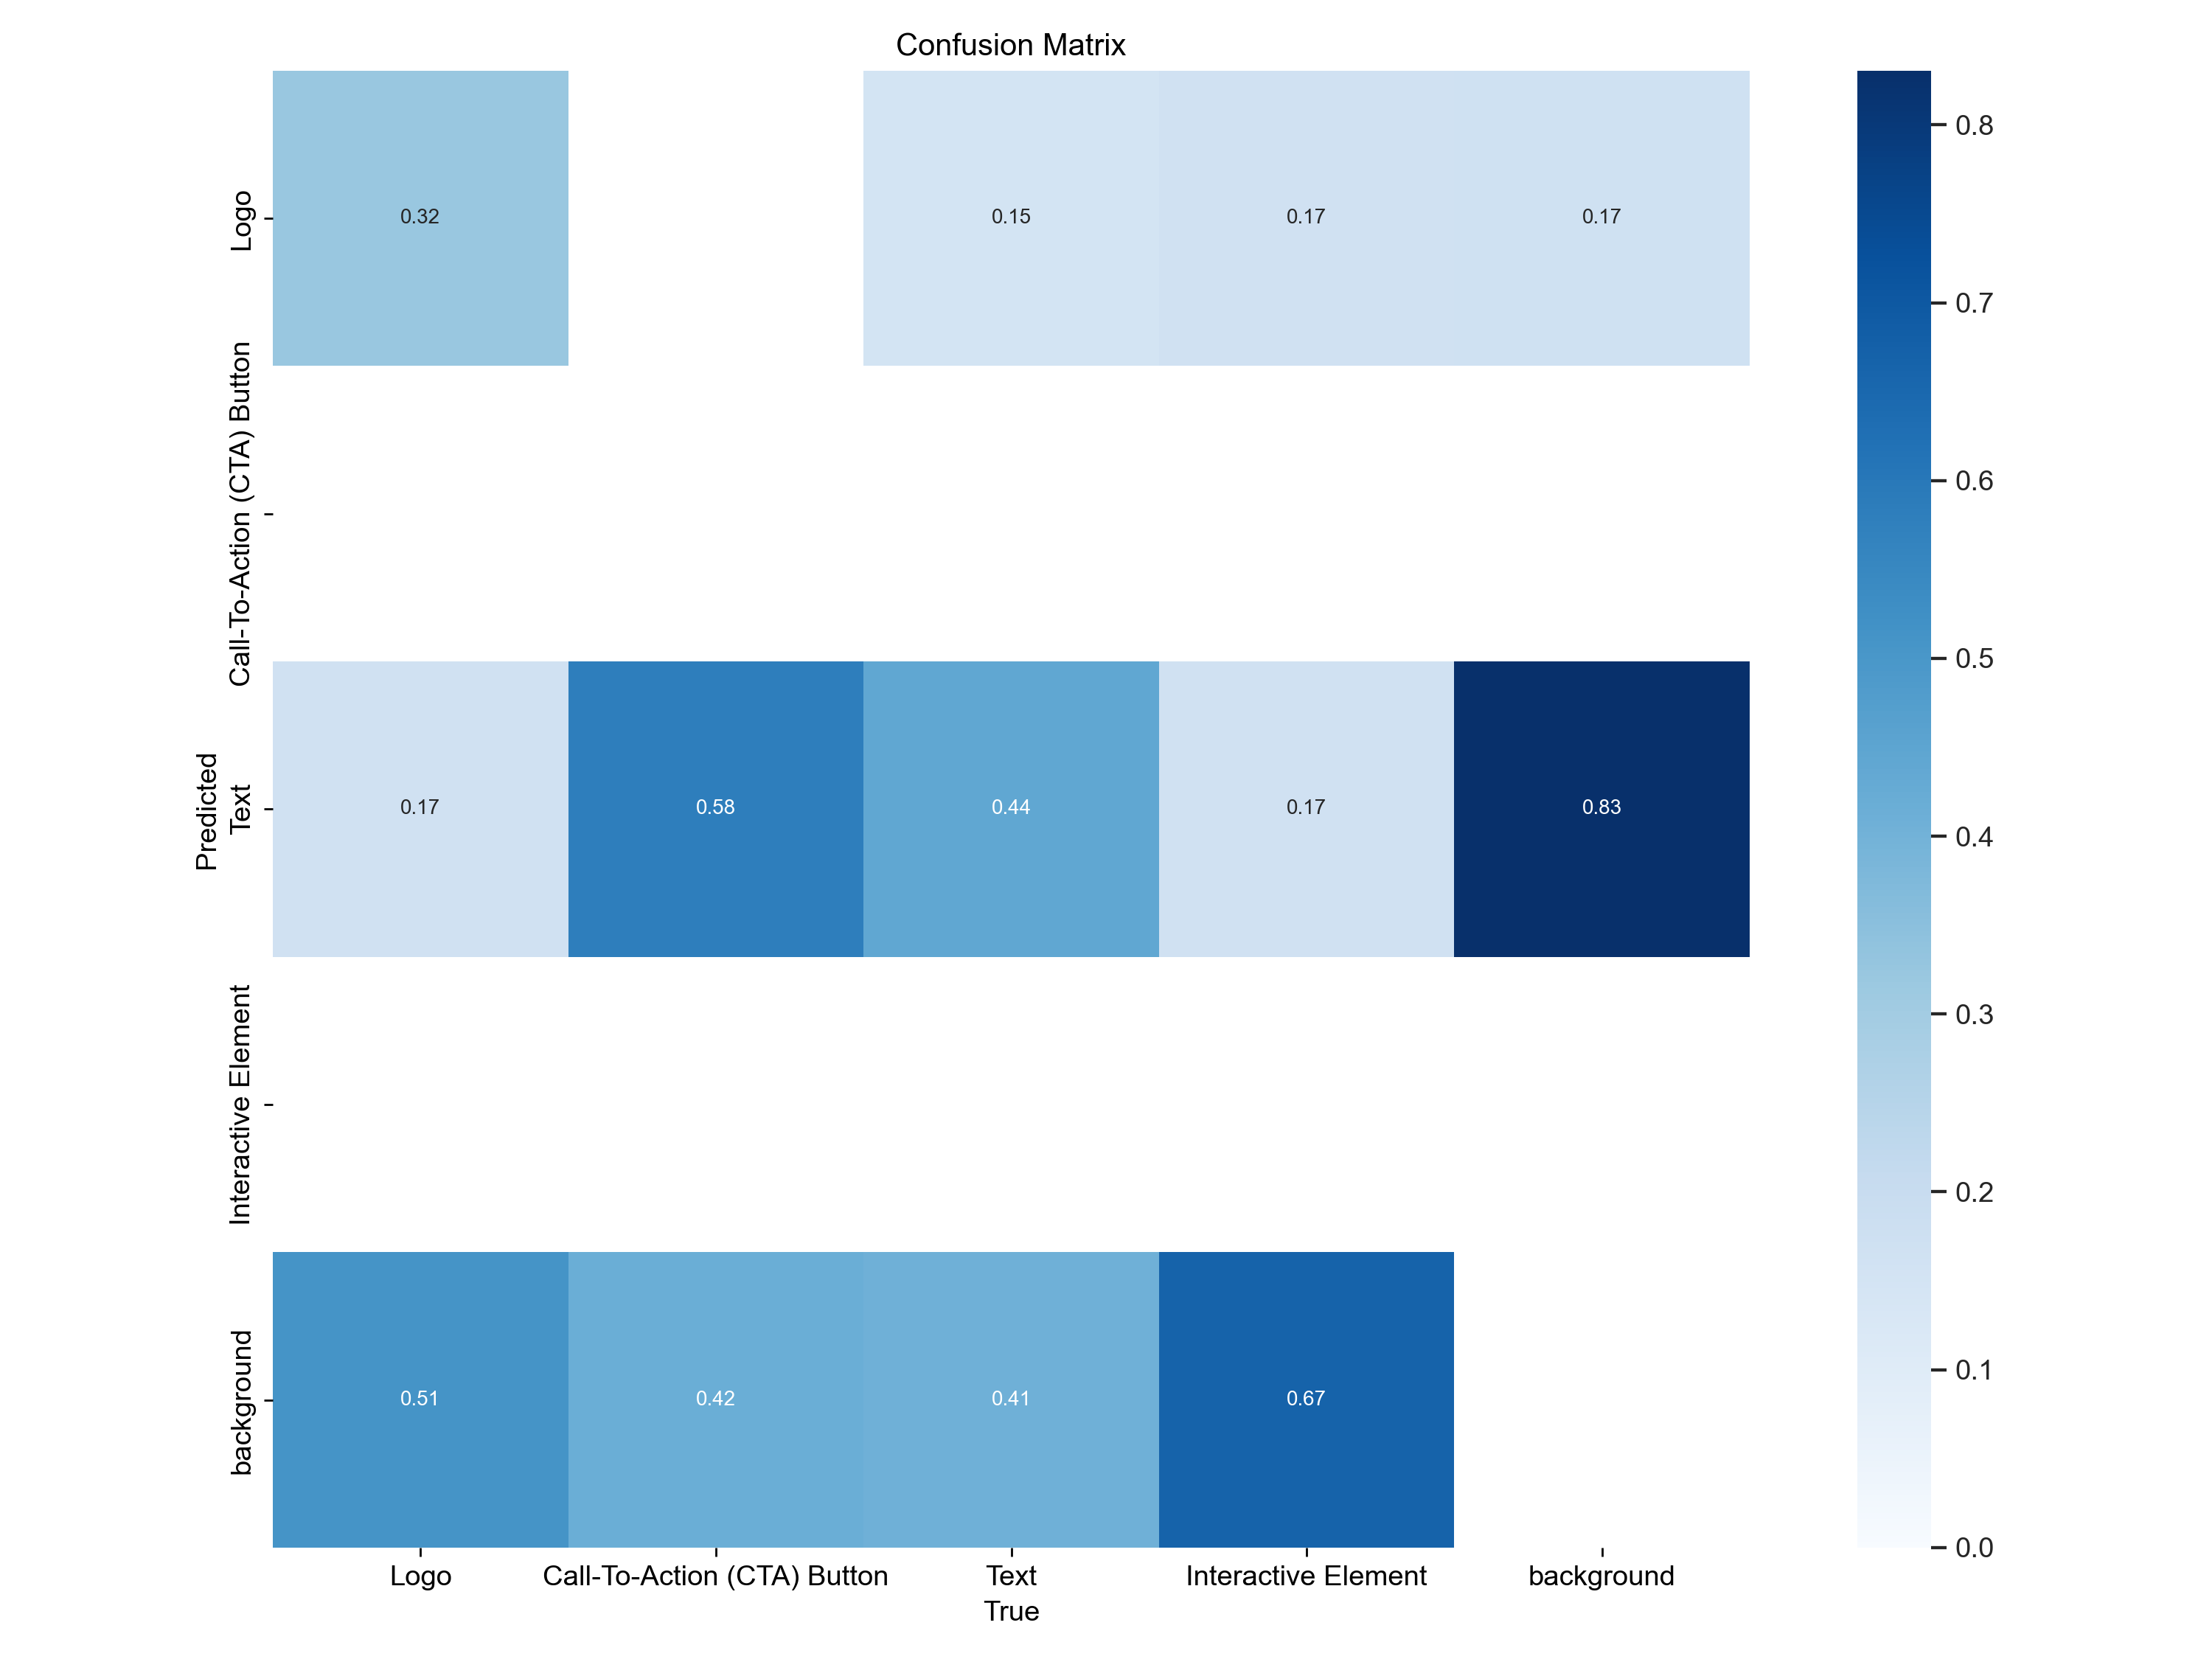 Confusion Matrix
Logo
Call-To-Action (CTA) Button
Text
Interactive Element
background
Predicted
0.32
0.15
0.17
0.17
0.17
0.58
0.44
0.17
0.83
0.51
0.42
0.41
0.67
Logo
Call-To-Action (CTA) Button
Text
Interactive Element
background
True
0.8
0.7
0.6
0.5
0.4
0.3
0.2
0.1
0.0